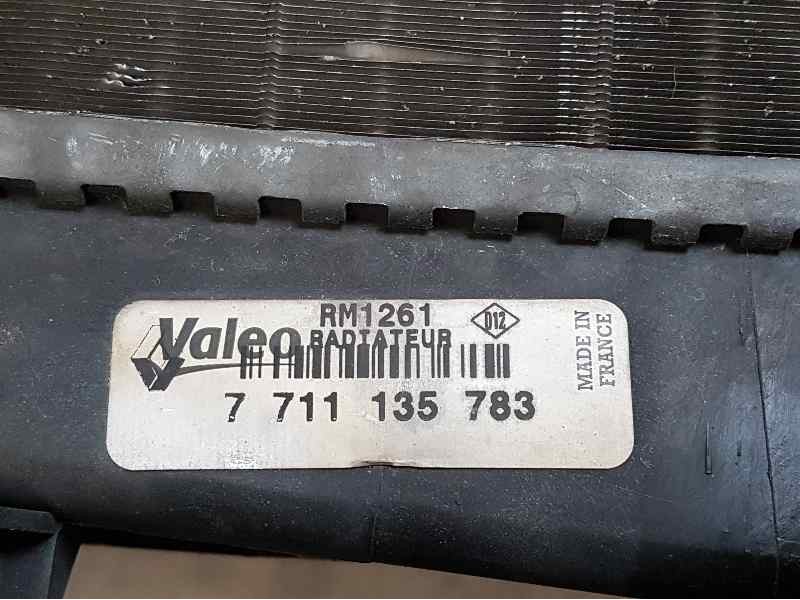 RM1261
Valeo RADIATEUR
D12
7 711 135 783
MADE IN
FRANCE